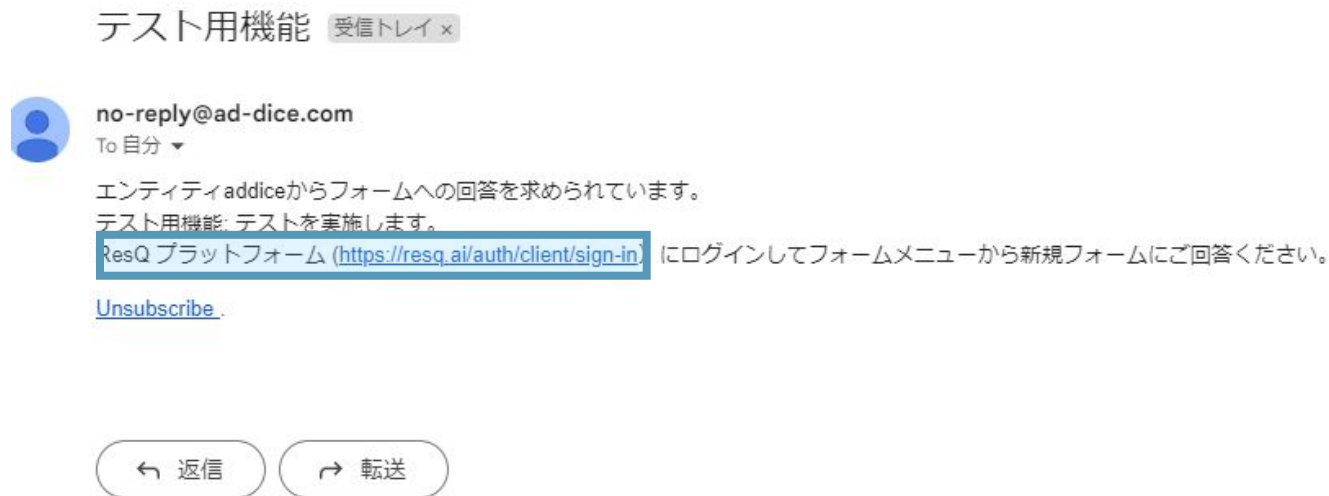 テスト用機能 受信トレイ ×
no-reply@ad-dice.com
To 自分
エンティティaddiceからフォームへの回答を求められています。
テスト用機能: テストを実施します。
ResQ プラットフォーム (https://resq.ai/auth/client/sign-in) にログインしてフォームメニューから新規フォームにご回答ください。
Unsubscribe .
返信 転送